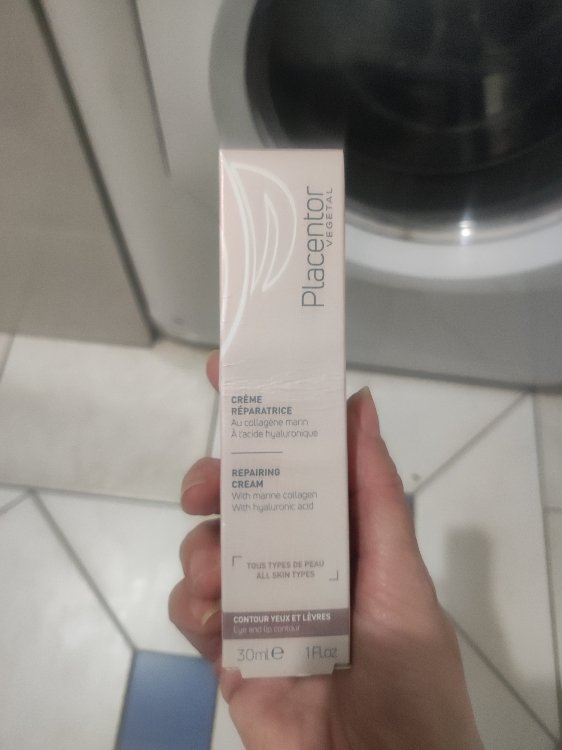 Placentor
VEGETAL
CRÈME
RÉPARATRICE
Au collagène marin
À l'acide hyaluronique
REPAIRING
CREAM
With marine collagen
With hyaluronic acid
TOUS TYPES DE PEAU
ALL SKIN TYPES
CONTOUR YEUX ET LÈVRES
Eye and lip contour
30ml e 1 Fl.oz